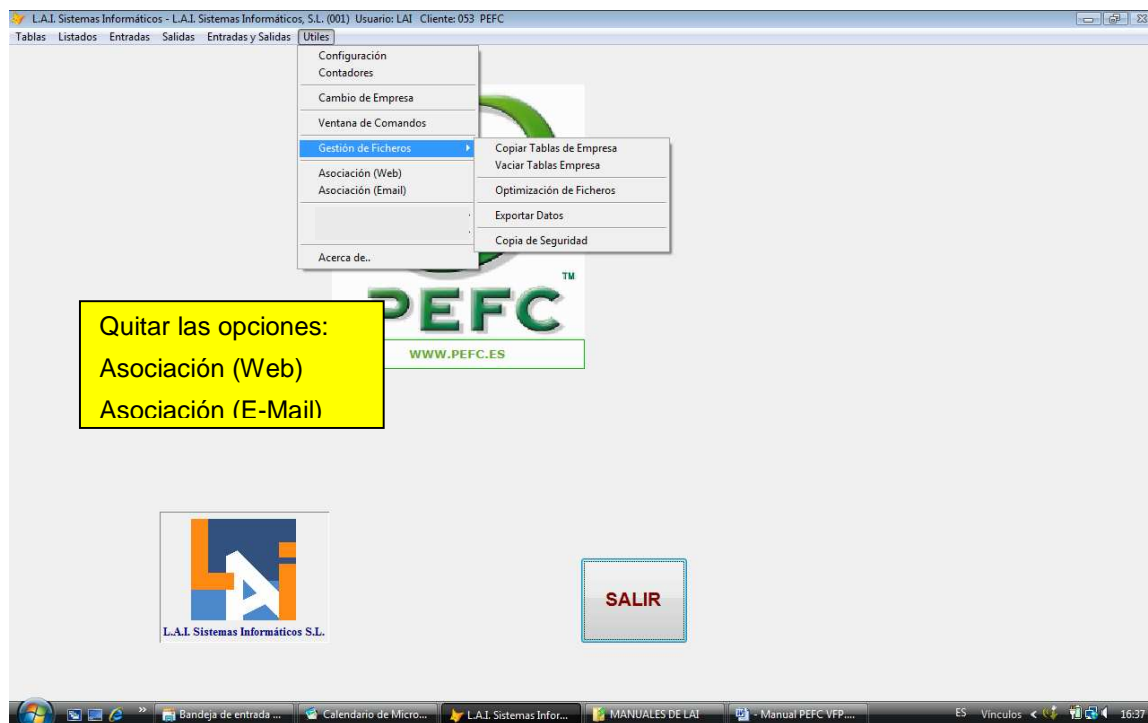 L.A.I. Sistemas Informáticos - L.A.I. Sistemas Informáticos, S.L. (001) Usuario: LAI Cliente: 053 PEFC
Tablas Listados Entradas Salidas Entradas y Salidas Utiles
Configuración
Contadores
Cambio de Empresa
Ventana de Comandos
Gestión de Ficheros
Asociación (Web)
Asociación (Email)
Acerca de..
Copiar Tablas de Empresa
Vaciar Tablas Empresa
Optimización de Ficheros
Exportar Datos
Copia de Seguridad
TM
PEFC
WWW.PEFC.ES
Quitar las opciones:
Asociación (Web)
Asociación (E-Mail)
LAi
L.A.I. Sistemas Informáticos S.L.
SALIR
Bandeja de entrada ... Calendario de Micro... L.A.I. Sistemas Infor... MANUALES DE LAI - Manual PEFC VFP.... ES Vínculos 16:37